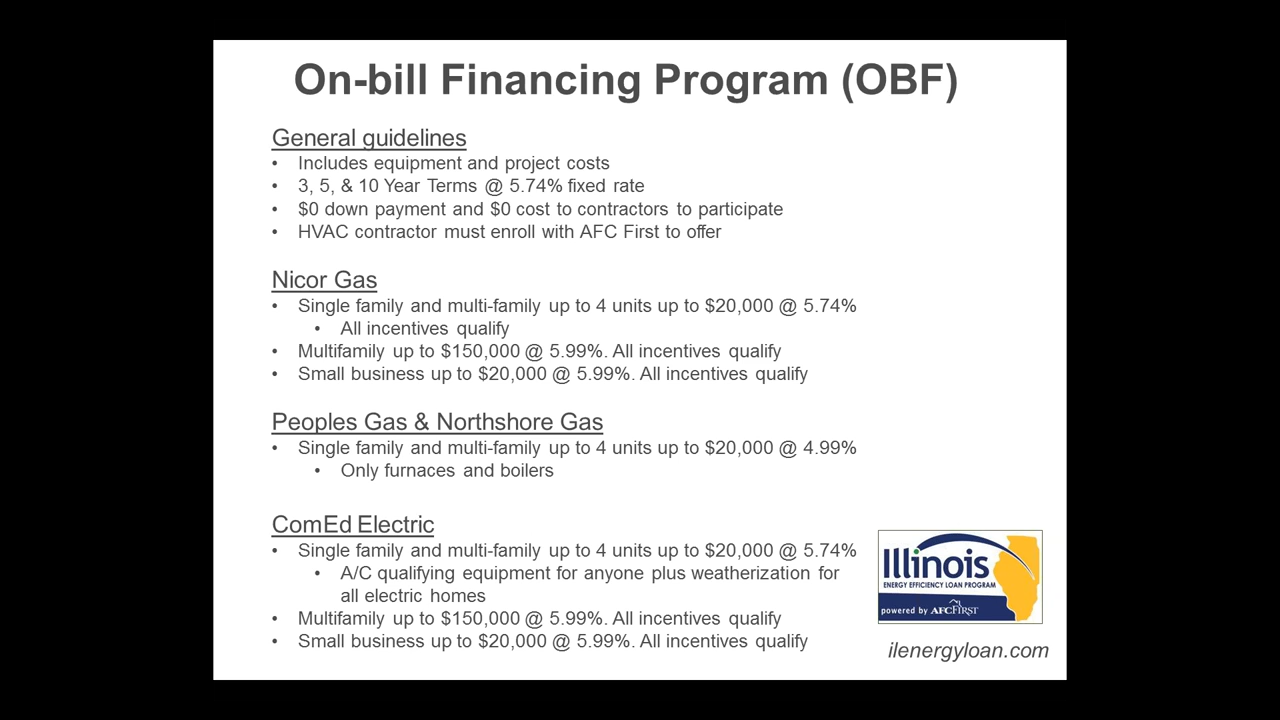 On-bill Financing Program (OBF)
General guidelines
• Includes equipment and project costs
• 3, 5, & 10 Year Terms @ 5.74% fixed rate
• $0 down payment and $0 cost to contractors to participate
• HVAC contractor must enroll with AFC First to offer
Nicor Gas
• Single family and multi-family up to 4 units up to $20,000 @ 5.74%
• All incentives qualify
• Multifamily up to $150,000 @ 5.99%. All incentives qualify
• Small business up to $20,000 @ 5.99%. All incentives qualify
Peoples Gas & Northshore Gas
• Single family and multi-family up to 4 units up to $20,000 @ 4.99%
• Only furnaces and boilers
ComEd Electric
• Single family and multi-family up to 4 units up to $20,000 @ 5.74%
• A/C qualifying equipment for anyone plus weatherization for
all electric homes
• Multifamily up to $150,000 @ 5.99%. All incentives qualify
• Small business up to $20,000 @ 5.99%. All incentives qualify
Illinois
ENERGY EFFICIENCY LOAN PROGRAM
powered by AFC FIRST
ilenergyloan.com